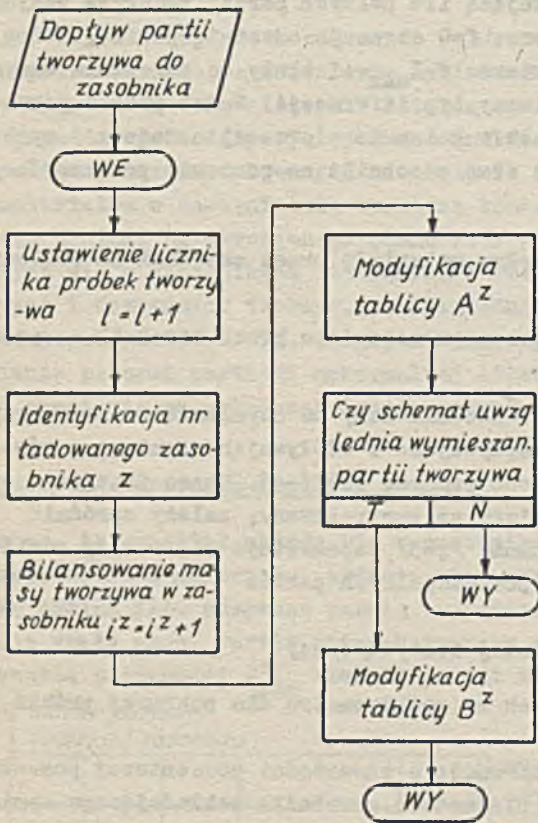 Dopływ partii
tworzywa do
zasobnika
WE
Ustawienie liczni
ka próbek tworzy
-wa l = l + 1
Identyfikacja nr
ładowanego zaso-
bnika z
Bilansowanie ma-
sy tworzywa w za-
sobniku i^z = i^z + 1
Modyfikacja
tablicy A^z
Czy schemat uwzg
lednia wymieszan.
partii tworzywa
T N
WY
Modyfikacja
tablicy B^z
WY